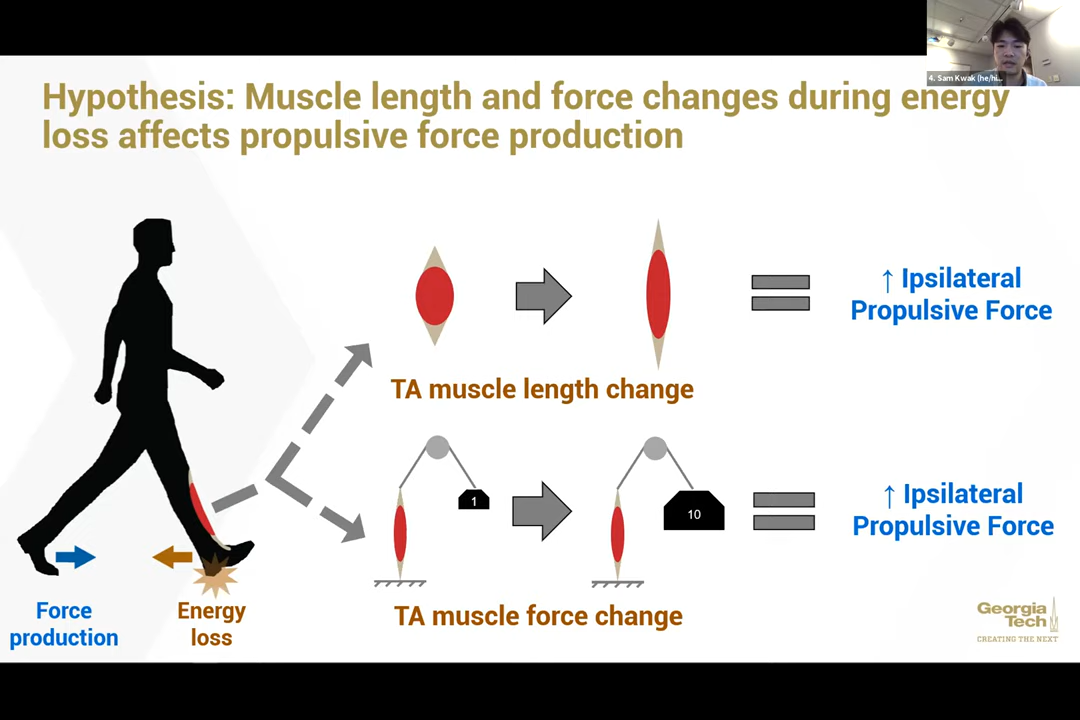 4. Sam Kwak (he/hi...
Hypothesis: Muscle length and force changes during energy
loss affects propulsive force production
↑ Ipsilateral
Propulsive Force
TA muscle length change
1
10
↑ Ipsilateral
Propulsive Force
TA muscle force change
Force
production
Energy
loss
Georgia
Tech
CREATING THE NEXT